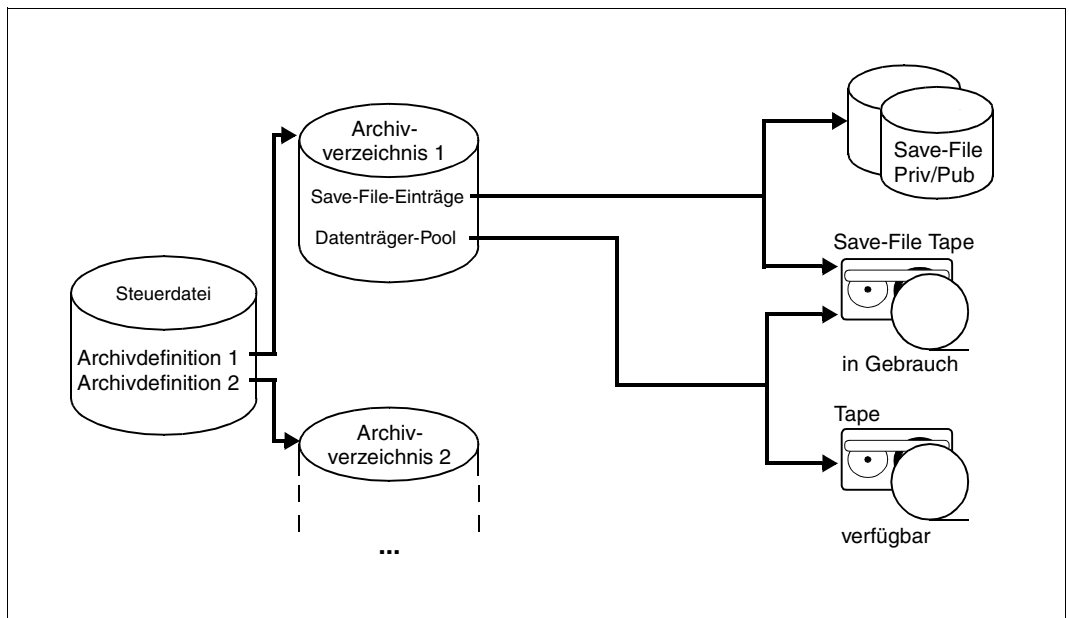 Steuerdatei
Archivdefinition 1
Archivdefinition 2
Archiv-
verzeichnis 1
Save-File-Einträge
Datenträger-Pool
Archiv-
verzeichnis 2
...
Save-File
Priv/Pub
Save-File Tape
in Gebrauch
Tape
verfügbar